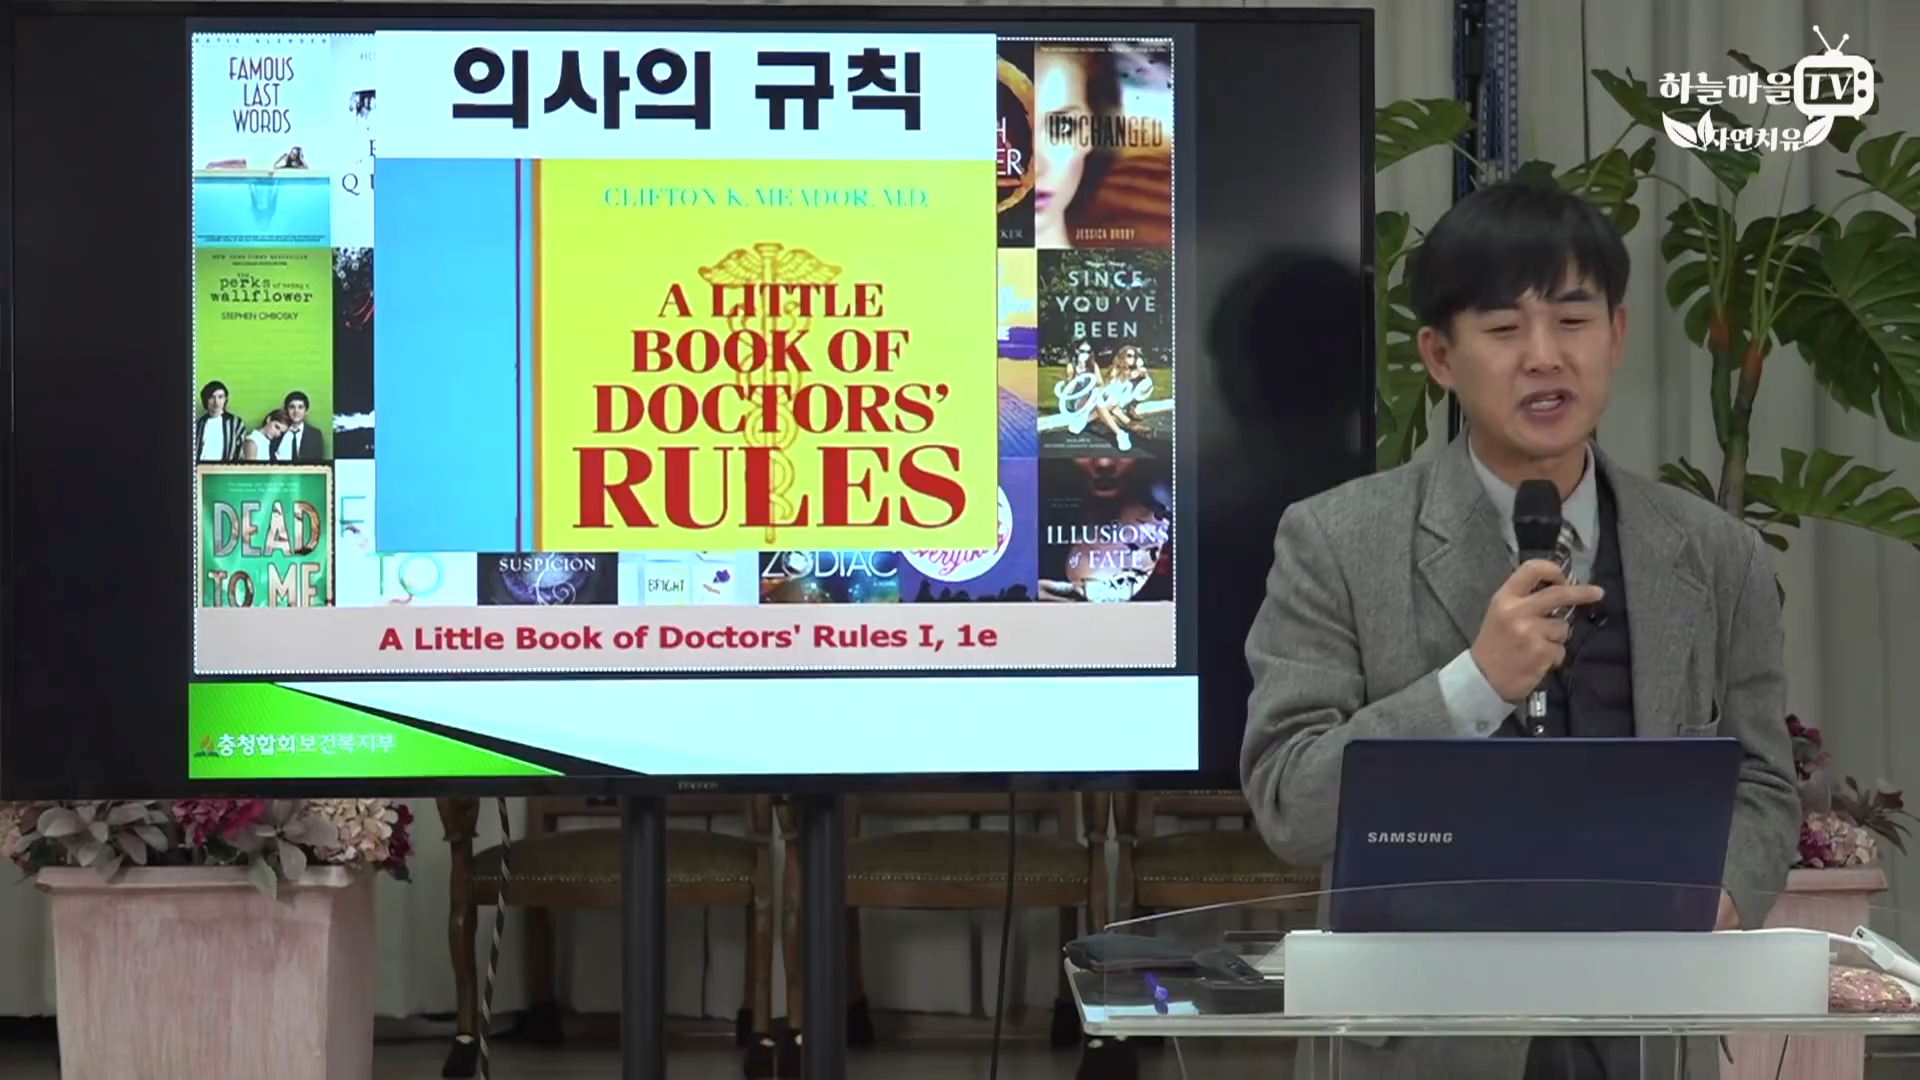 의사의 규칙
CLIFTON K. MEADOR, M.D.
A LITTLE
BOOK OF
DOCTORS'
RULES
A Little Book of Doctors' Rules I, 1e
충청합회보건복지부
FAMOUS
LAST
WORDS
the
perks of being a
wallflower
STEPHEN CHBOSKY
DEAD
TO ME
SUSPICION
BRIGHT
ZODIAC
everything
UNCHANGED
JESSICA BRODY
SINCE
YOU'VE
BEEN
Gone
ILLUSIONS
of FATE
하늘마을TV
자연치유
SAMSUNG